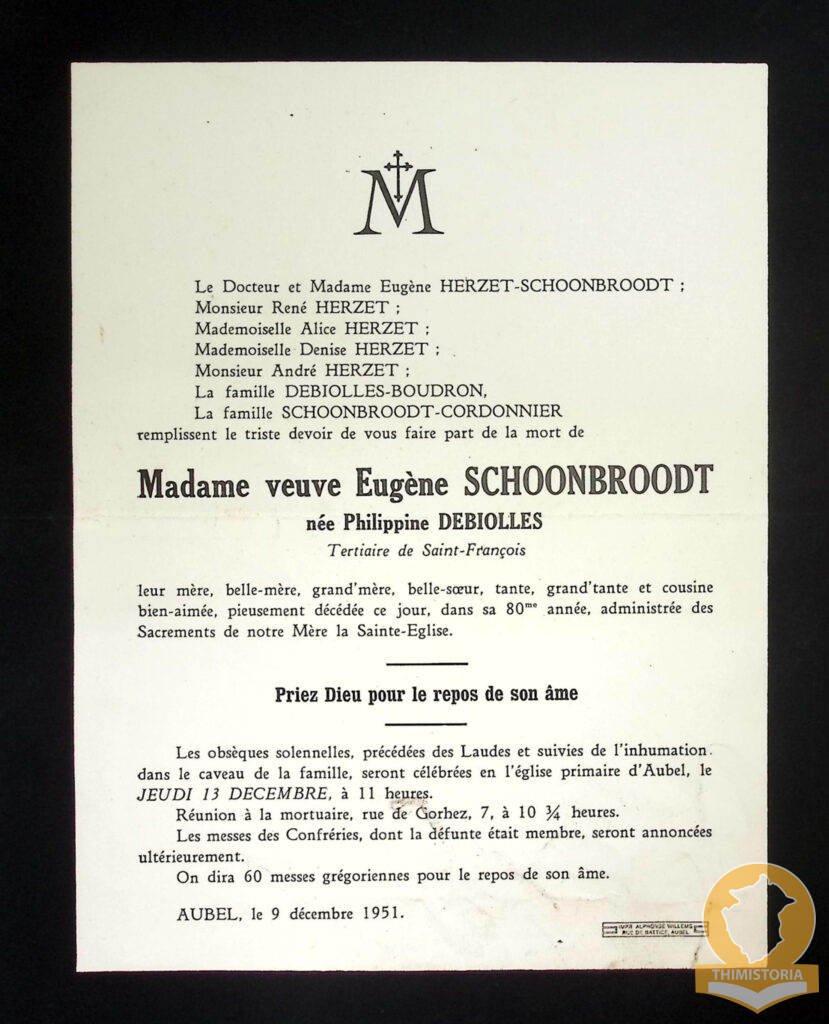 M
Le Docteur et Madame Eugène HERZET-SCHOONBROODT ;
Monsieur René HERZET ;
Mademoiselle Alice HERZET ;
Mademoiselle Denise HERZET ;
Monsieur André HERZET ;
La famille DEBIOLLES-BOUDRON,
La famille SCHOONBROODT-CORDONNIER
remplissent le triste devoir de vous faire part de la mort de
Madame veuve Eugène SCHOONBROODT
née Philippine DEBIOLLES
Tertiaire de Saint-François
leur mère, belle-mère, grand'mère, belle-sœur, tante, grand'tante et cousine
bien-aimée, pieusement décédée ce jour, dans sa 80me année, administrée des
Sacrements de notre Mère la Sainte-Eglise.
Priez Dieu pour le repos de son âme
Les obsèques solennelles, précédées des Laudes et suivies de l'inhumation
dans le caveau de la famille, seront célébrées en l'église primaire d'Aubel, le
JEUDI 13 DECEMBRE, à 11 heures.
Réunion à la mortuaire, rue de Gorhez, 7, à 10 ¾ heures.
Les messes des Confréries, dont la défunte était membre, seront annoncées
ultérieurement.
On dira 60 messes grégoriennes pour le repos de son âme.
AUBEL, le 9 décembre 1951.
IMPR. ALPHONSE WILLEMS
RUE DE BATTICE, AUBEL
THIMISTORIA